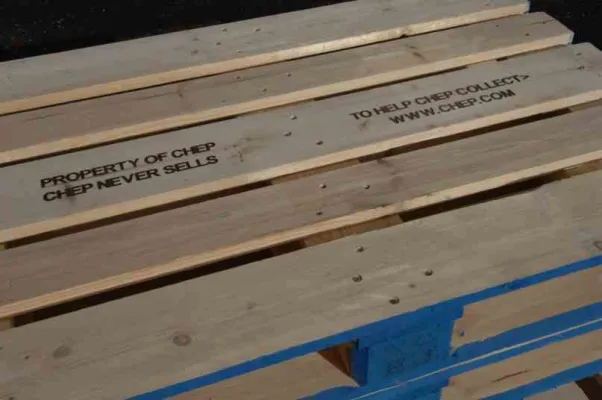 PROPERTY OF CHEP
CHEP NEVER SELLS
TO HELP CHEP COLLECT>
WWW.CHEP.COM